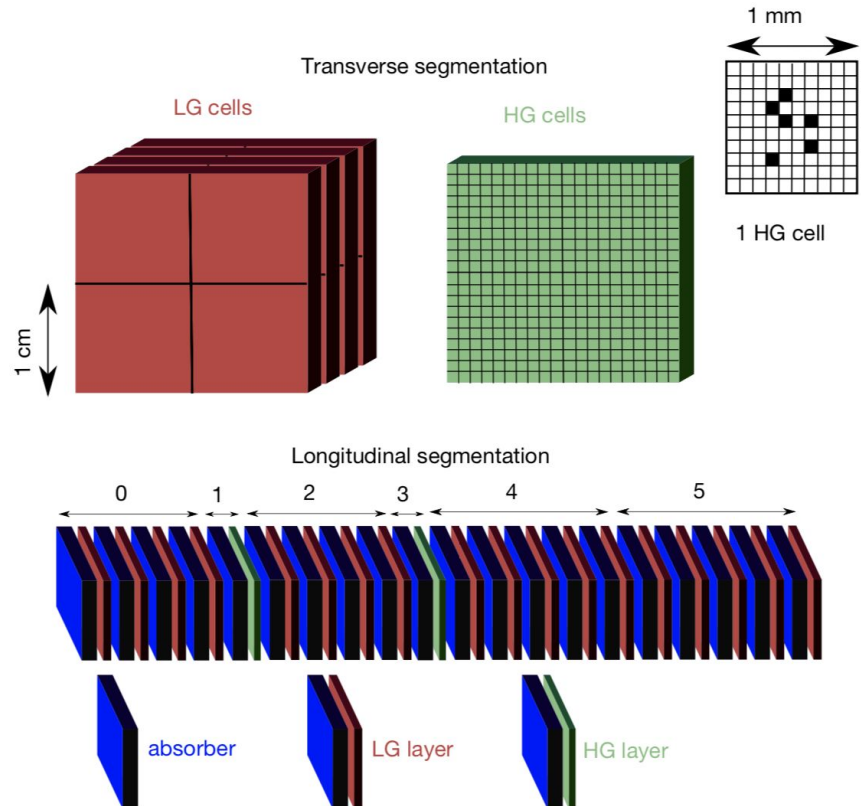 1 mm
Transverse segmentation
LG cells
HG cells
1 HG cell
1 cm
Longitudinal segmentation
0 1 2 3 4 5
absorber
LG layer
HG layer